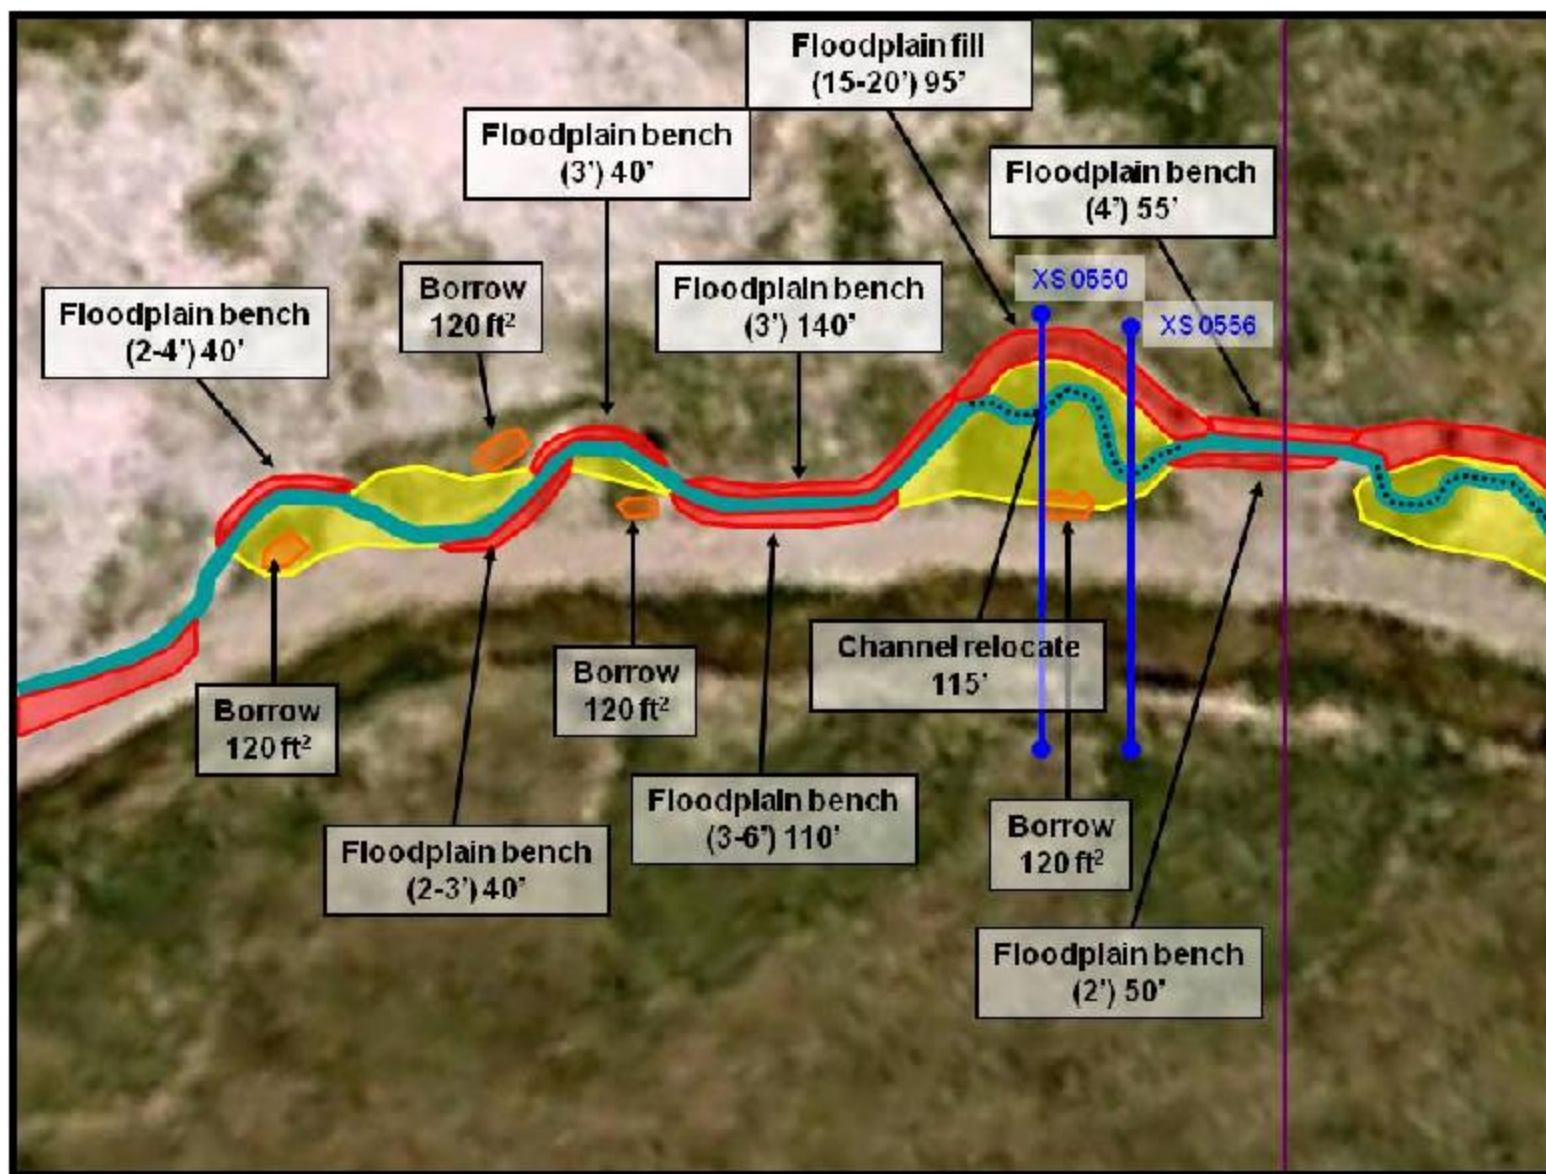 Floodplain fill
(15-20') 95'
Floodplain bench
(3') 40'
Floodplain bench
(4') 55'
Borrow
120 ft²
Floodplain bench
(3') 140'
XS 0550
XS 0556
Floodplain bench
(2-4') 40'
Channel relocate
115'
Borrow
120 ft²
Borrow
120 ft²
Floodplain bench
(3-6') 110'
Borrow
120 ft²
Floodplain bench
(2-3') 40'
Floodplain bench
(2') 50'